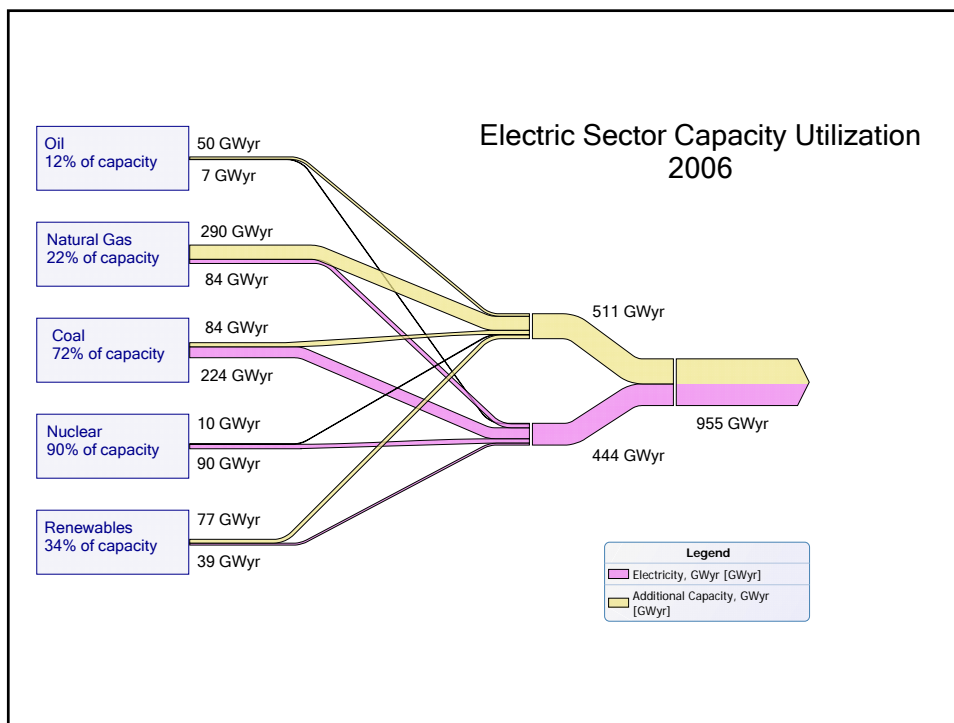 Electric Sector Capacity Utilization
2006
Oil
12% of capacity
50 GWyr
7 GWyr
Natural Gas
22% of capacity
290 GWyr
84 GWyr
Coal
72% of capacity
84 GWyr
224 GWyr
Nuclear
90% of capacity
10 GWyr
90 GWyr
Renewables
34% of capacity
77 GWyr
39 GWyr
511 GWyr
444 GWyr
955 GWyr
Legend
Electricity, GWyr [GWyr]
Additional Capacity, GWyr
[GWyr]